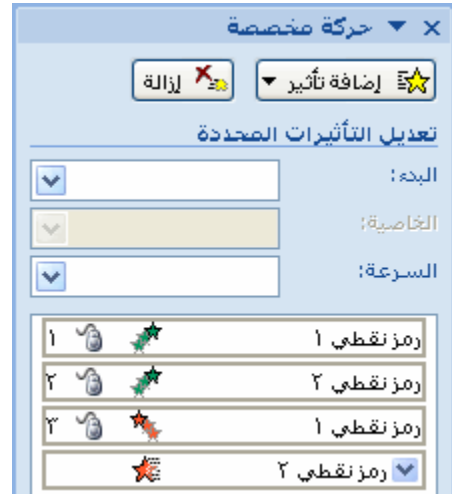 حركة مخصصة
إضافة تأثير إزالة
تعديل التأثيرات المحددة
البدء:
الخاصية:
السرعة:
رمز نقطي ١ ١
رمز نقطي ٢ ٢
رمز نقطي ١ ٣
رمز نقطي ٢